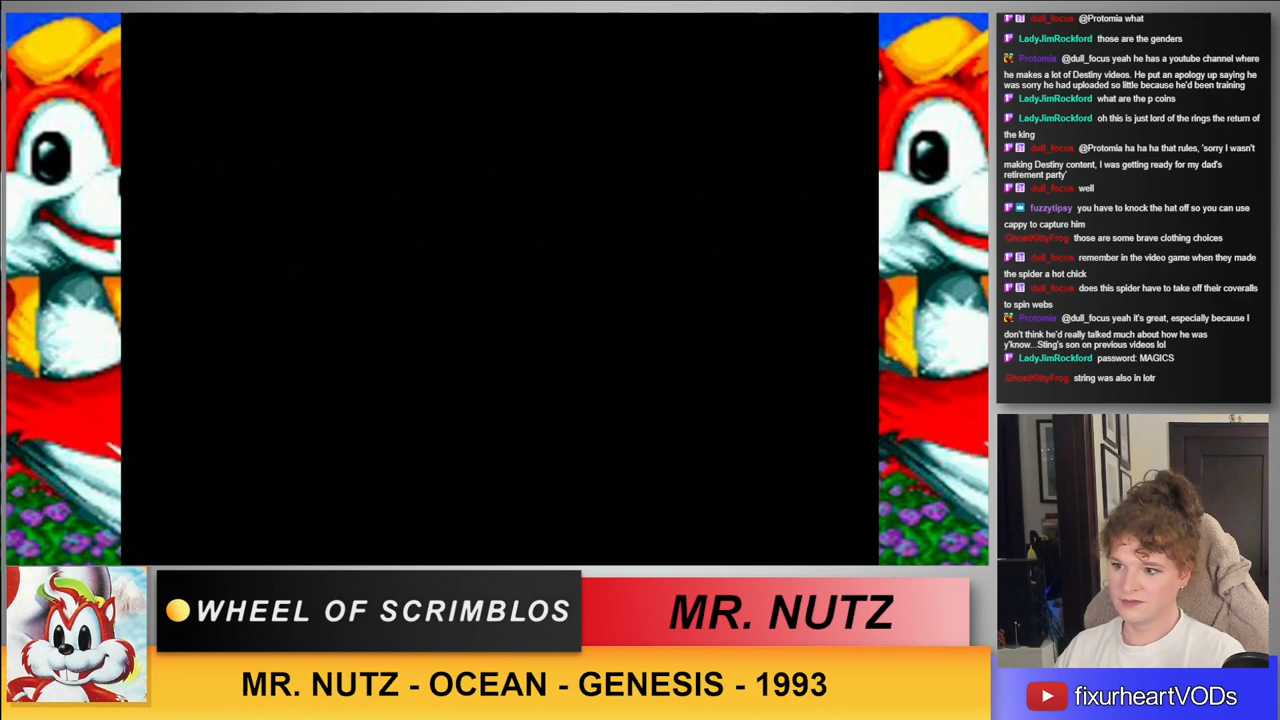 dull_focus @Protomia what
LadyJimRockford those are the genders
Protomia @dull_focus yeah he has a youtube channel where
he makes a lot of Destiny videos. He put an apology up saying he
was sorry he had uploaded so little because he'd been training
LadyJimRockford what are the p coins
LadyJimRockford oh this is just lord of the rings the return of
the king
dull_focus @Protomia ha ha ha that rules, 'sorry I wasn't
making Destiny content, I was getting ready for my dad's
retirement party'
dull_focus well
fuzzytipsy you have to knock the hat off so you can use
cappy to capture him
GhostKittyFrog those are some brave clothing choices
dull_focus remember in the video game when they made
the spider a hot chick
dull_focus does this spider have to take off their coveralls
to spin webs
Protomia @dull_focus yeah it's great, especially because I
don't think he'd really talked much about how he was
y'know...Sting's son on previous videos lol
LadyJimRockford password: MAGICS
GhostKittyFrog string was also in lotr
WHEEL OF SCRIMBLOS
MR. NUTZ
MR. NUTZ - OCEAN - GENESIS - 1993
fixurheartVODs